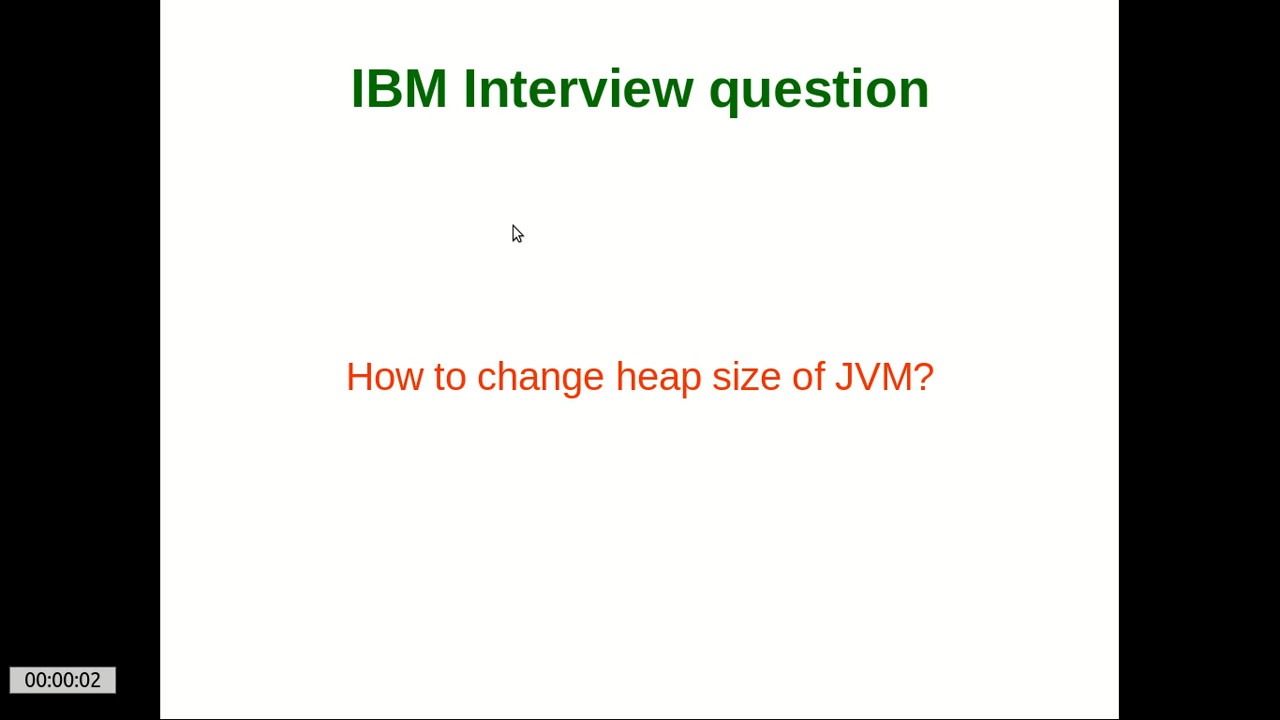 IBM Interview question
How to change heap size of JVM?
00:00:02